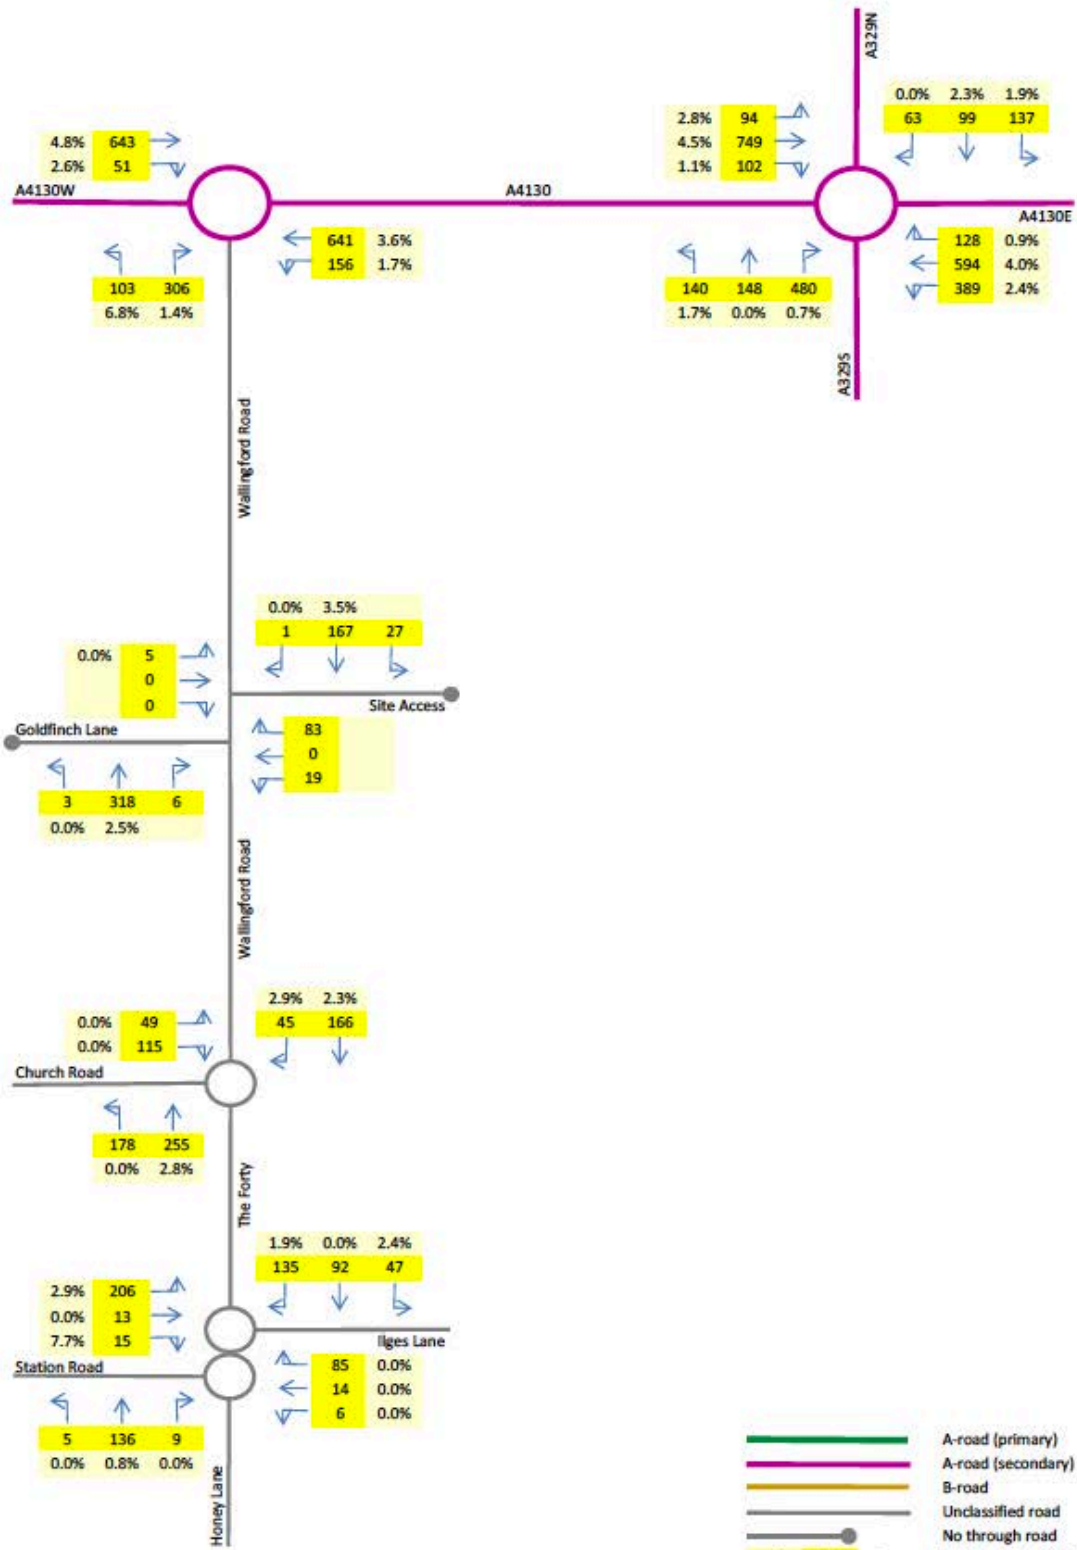 A329N
0.0% 2.3% 1.9%
63 99 137
2.8% 94
4.5% 749
1.1% 102
4.8% 643
2.6% 51
A4130W
A4130
A4130E
641 3.6%
156 1.7%
103 306
6.8% 1.4%
128 0.9%
594 4.0%
389 2.4%
140 148 480
1.7% 0.0% 0.7%
A329S
Wallingford Road
0.0% 3.5%
1 167 27
0.0% 5
0
0
Site Access
Goldfinch Lane
83
0
19
3 318 6
0.0% 2.5%
Wallingford Road
2.9% 2.3%
45 166
0.0% 49
0.0% 115
Church Road
178 255
0.0% 2.8%
The Forty
1.9% 0.0% 2.4%
135 92 47
2.9% 206
0.0% 13
7.7% 15
Ilges Lane
Station Road
85 0.0%
14 0.0%
6 0.0%
5 136 9
0.0% 0.8% 0.0%
Honey Lane
A-road (primary)
A-road (secondary)
B-road
Unclassified road
No through road